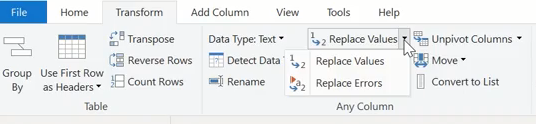 File Home Transform Add Column View Tools Help
Group By
Use First Row as Headers
Transpose
Reverse Rows
Count Rows
Table
Data Type: Text
Detect Data
Rename
Replace Values
Replace Values
Replace Errors
Unpivot Columns
Move
Convert to List
Any Column